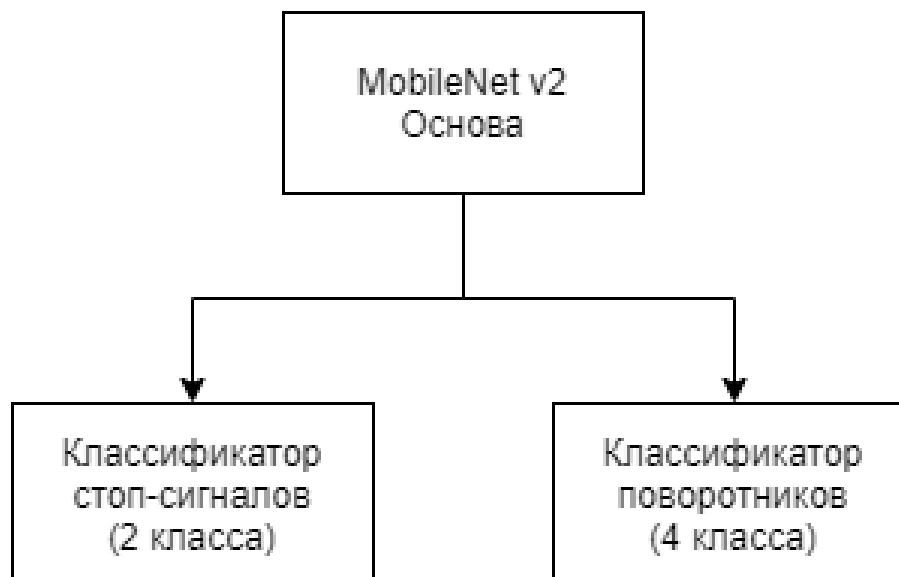 MobileNet v2
Основа
Классификатор
стоп-сигналов
(2 класса)
Классификатор
поворотников
(4 класса)